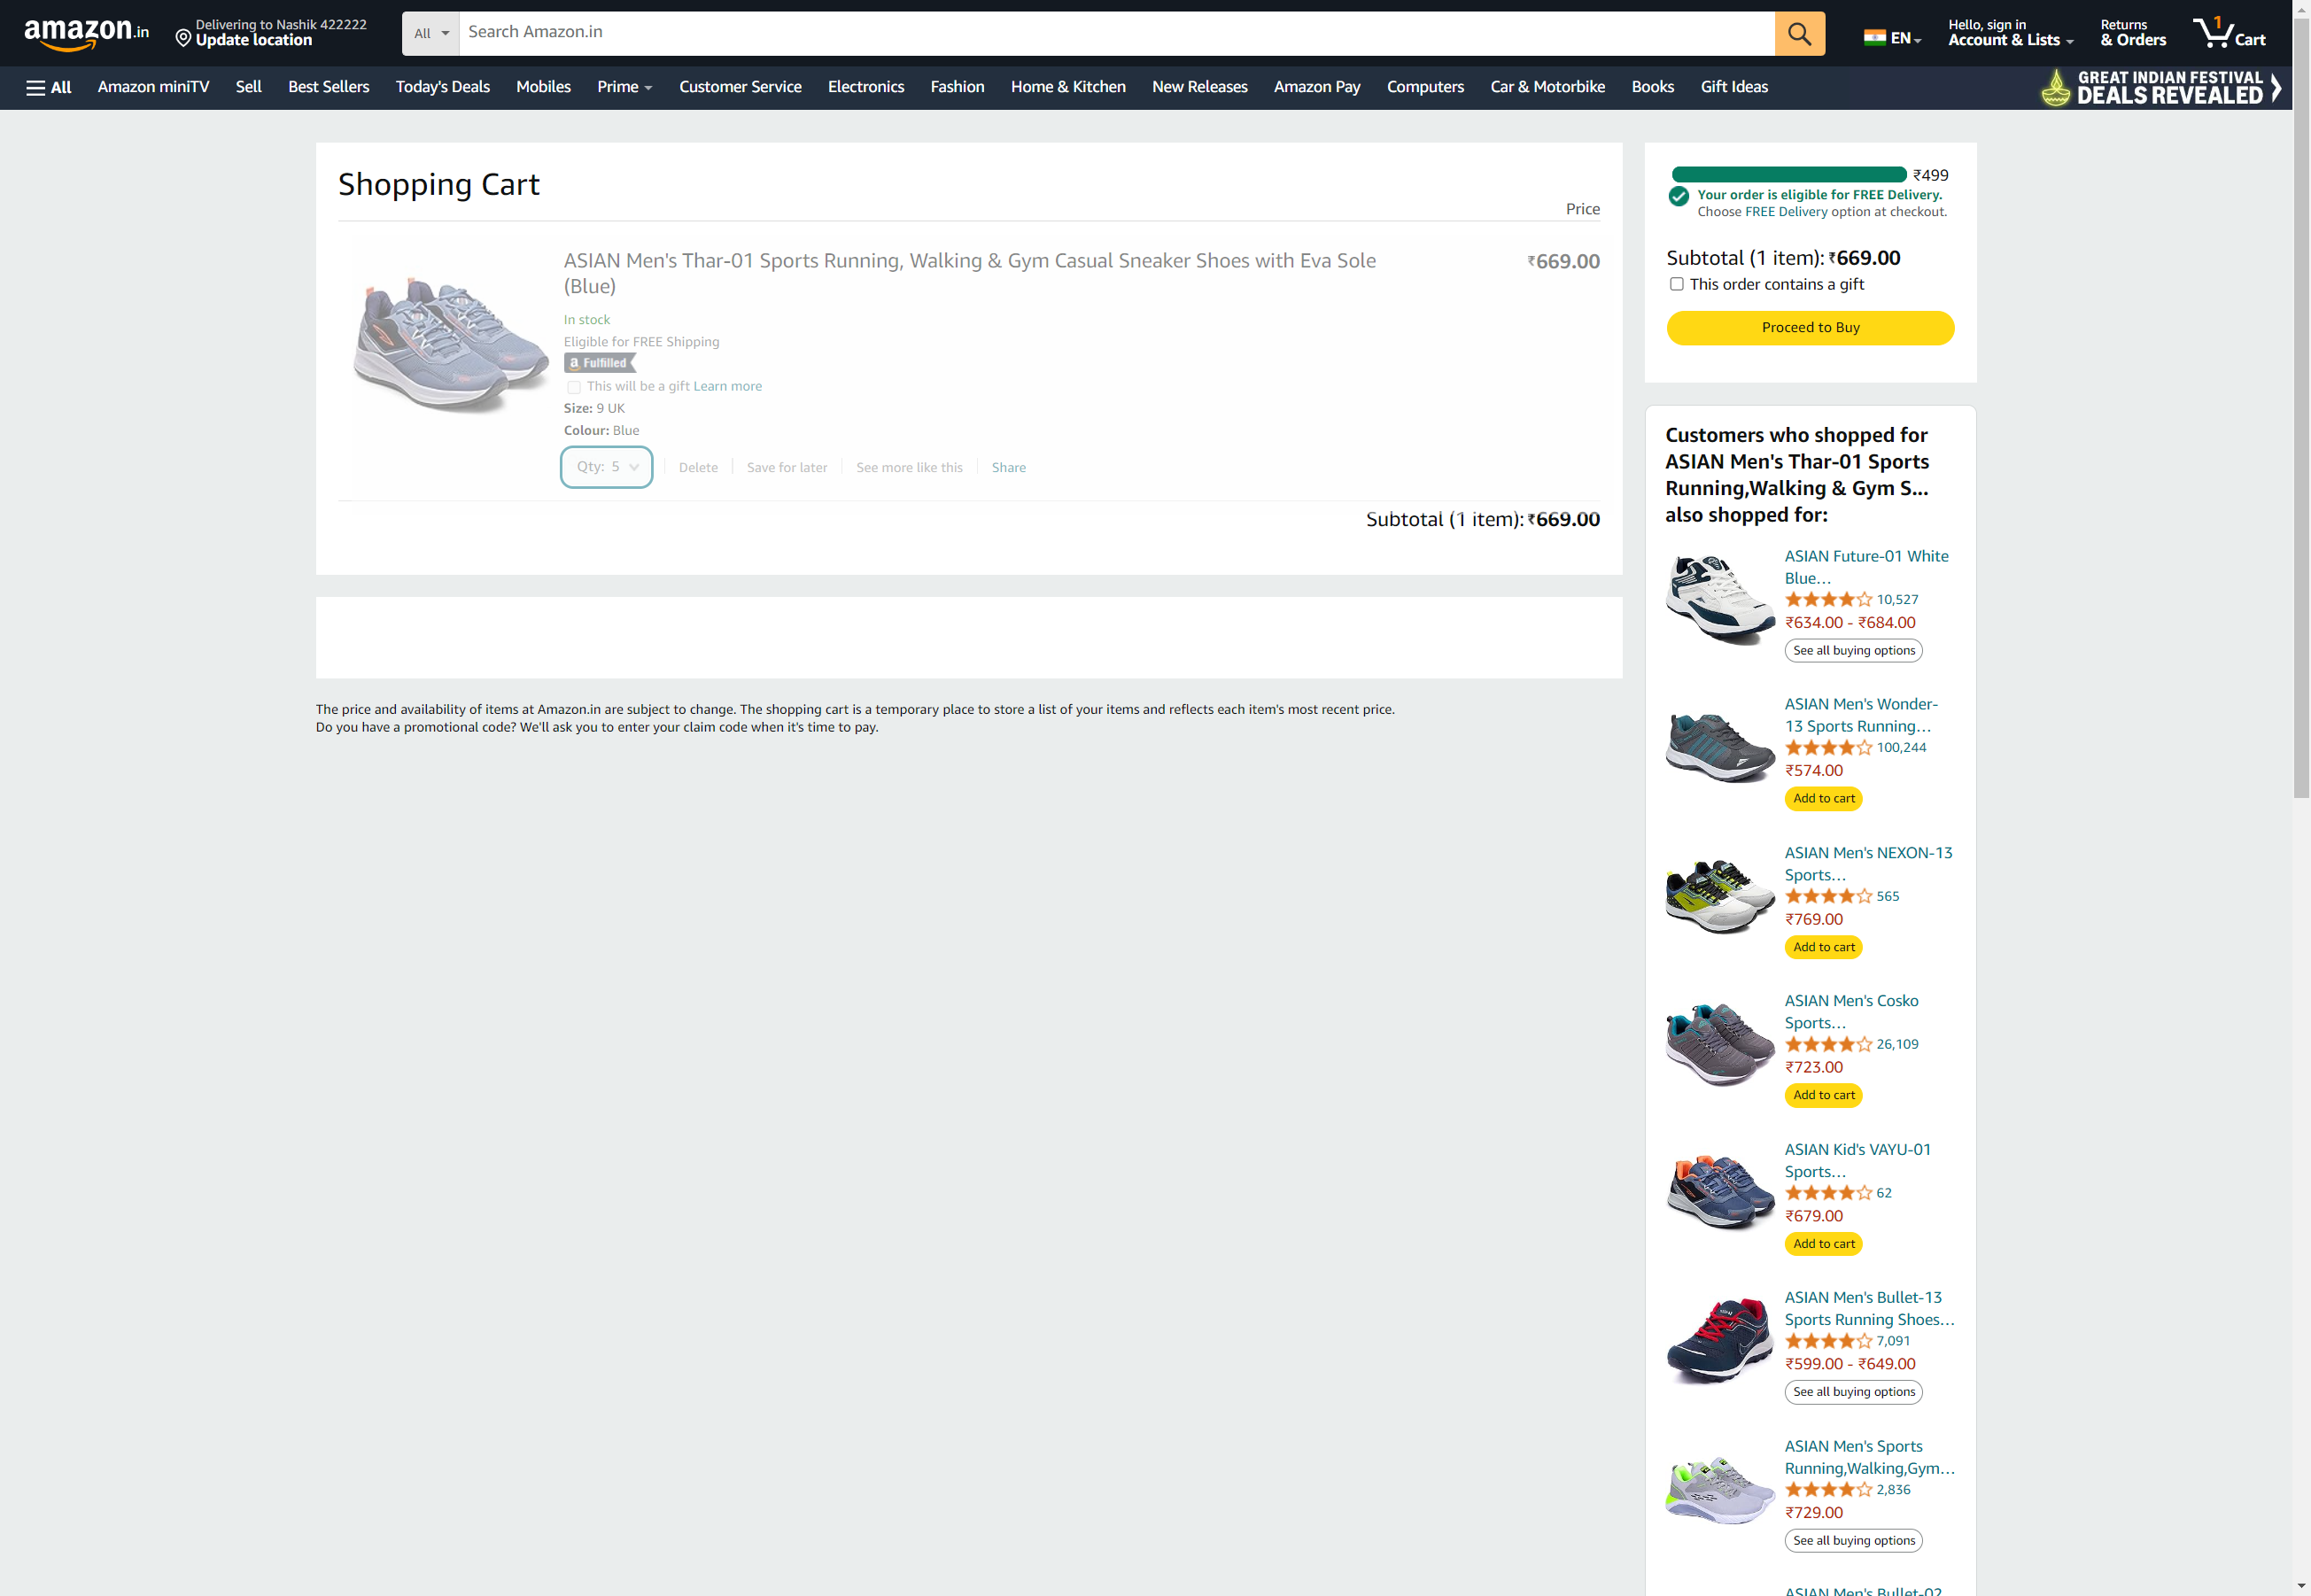 amazon.in
Delivering to Nashik 422222
Update location
All
Search Amazon.in
EN
Hello, sign in
Account & Lists
Returns
& Orders
1
Cart
All
Amazon miniTV
Sell
Best Sellers
Today's Deals
Mobiles
Prime
Customer Service
Electronics
Fashion
Home & Kitchen
New Releases
Amazon Pay
Computers
Car & Motorbike
Books
Gift Ideas
GREAT INDIAN FESTIVAL
DEALS REVEALED
Shopping Cart
Price
ASIAN Men's Thar-01 Sports Running, Walking & Gym Casual Sneaker Shoes with Eva Sole
(Blue)
₹669.00
In stock
Eligible for FREE Shipping
a Fulfilled
This will be a gift Learn more
Size: 9 UK
Colour: Blue
Qty: 5
Delete
Save for later
See more like this
Share
Subtotal (1 item): ₹669.00
The price and availability of items at Amazon.in are subject to change. The shopping cart is a temporary place to store a list of your items and reflects each item's most recent price.
Do you have a promotional code? We'll ask you to enter your claim code when it's time to pay.
₹499
Your order is eligible for FREE Delivery.
Choose FREE Delivery option at checkout.
Subtotal (1 item): ₹669.00
This order contains a gift
Proceed to Buy
Customers who shopped for
ASIAN Men's Thar-01 Sports
Running,Walking & Gym S...
also shopped for:
ASIAN Future-01 White
Blue…
10,527
₹634.00 - ₹684.00
See all buying options
ASIAN Men's Wonder-
13 Sports Running…
100,244
₹574.00
Add to cart
ASIAN Men's NEXON-13
Sports…
565
₹769.00
Add to cart
ASIAN Men's Cosko
Sports…
26,109
₹723.00
Add to cart
ASIAN Kid's VAYU-01
Sports…
62
₹679.00
Add to cart
ASIAN Men's Bullet-13
Sports Running Shoes…
7,091
₹599.00 - ₹649.00
See all buying options
ASIAN Men's Sports
Running,Walking,Gym…
2,836
₹729.00
See all buying options
ASIAN Men's Bullet-02